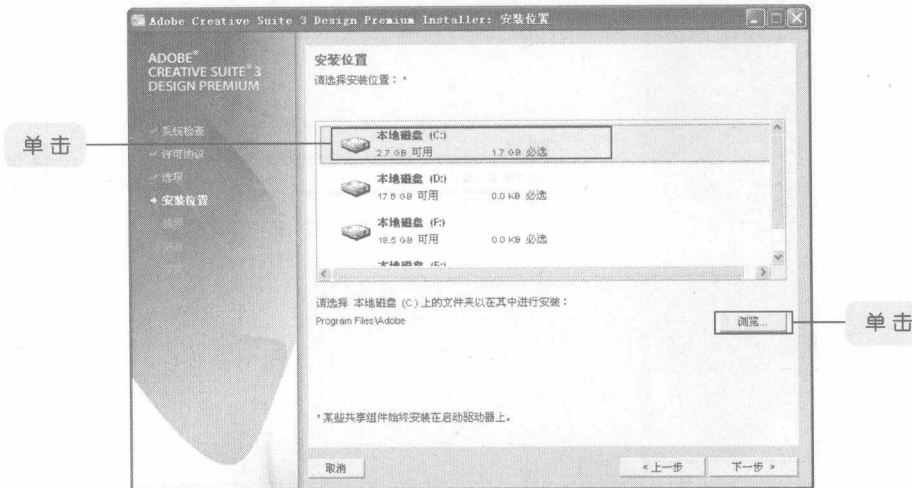 Adobe Creative Suite 3 Design Premium Installer: 安装位置
ADOBE®
CREATIVE SUITE® 3
DESIGN PREMIUM
系统检查
许可协议
选项
安装位置
安装位置
请选择安装位置：*
本地磁盘 (C:)
2.7 GB 可用 1.7 GB 必选
本地磁盘 (D:)
17.6 GB 可用 0.0 KB 必选
本地磁盘 (F:)
18.5 GB 可用 0.0 KB 必选
本地磁盘
请选择 本地磁盘 (C:) 上的文件夹以在其中进行安装：
Program Files\Adobe
浏览...
* 某些共享组件始终安装在启动驱动器上。
取消
« 上一步
下一步 »
单击
单击